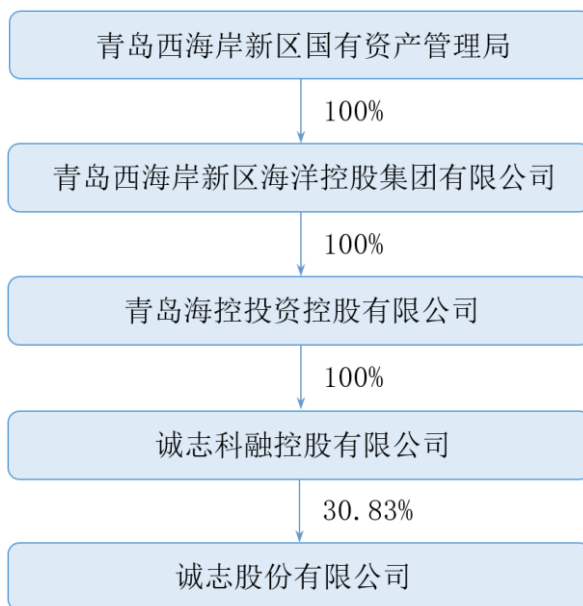 青岛西海岸新区国有资产管理局
100%
青岛西海岸新区海洋控股集团有限公司
100%
青岛海控投资控股有限公司
100%
诚志科融控股有限公司
30.83%
诚志股份有限公司